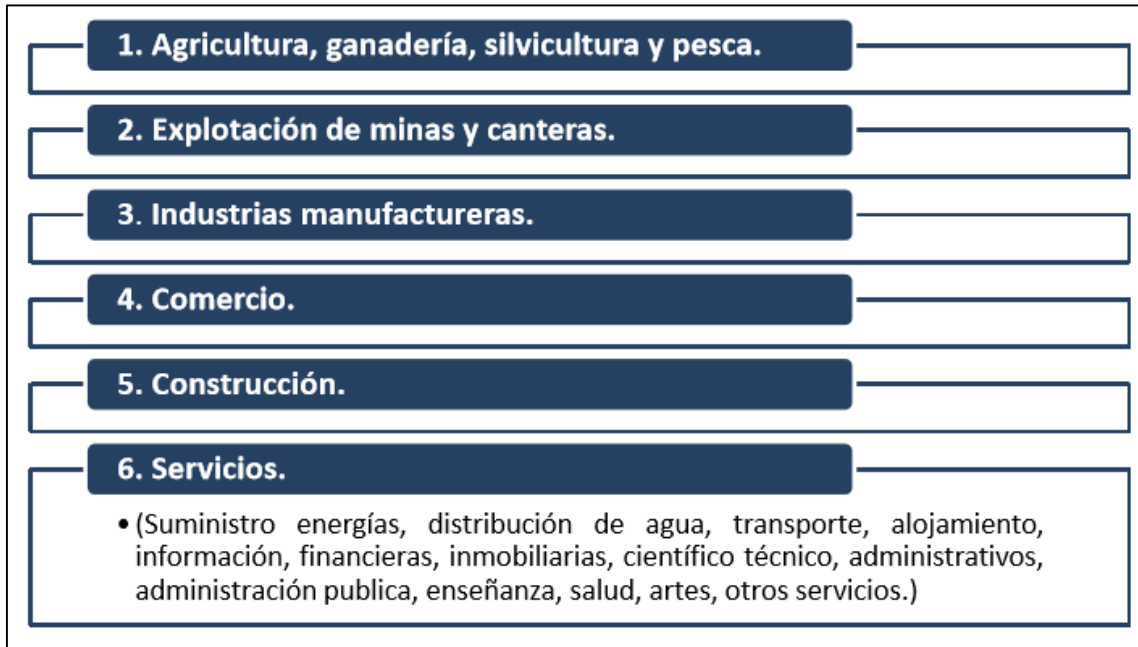 1. Agricultura, ganadería, silvicultura y pesca.
2. Explotación de minas y canteras.
3. Industrias manufactureras.
4. Comercio.
5. Construcción.
6. Servicios.
• (Suministro energías, distribución de agua, transporte, alojamiento,
información, financieras, inmobiliarias, científico técnico, administrativos,
administración publica, enseñanza, salud, artes, otros servicios.)